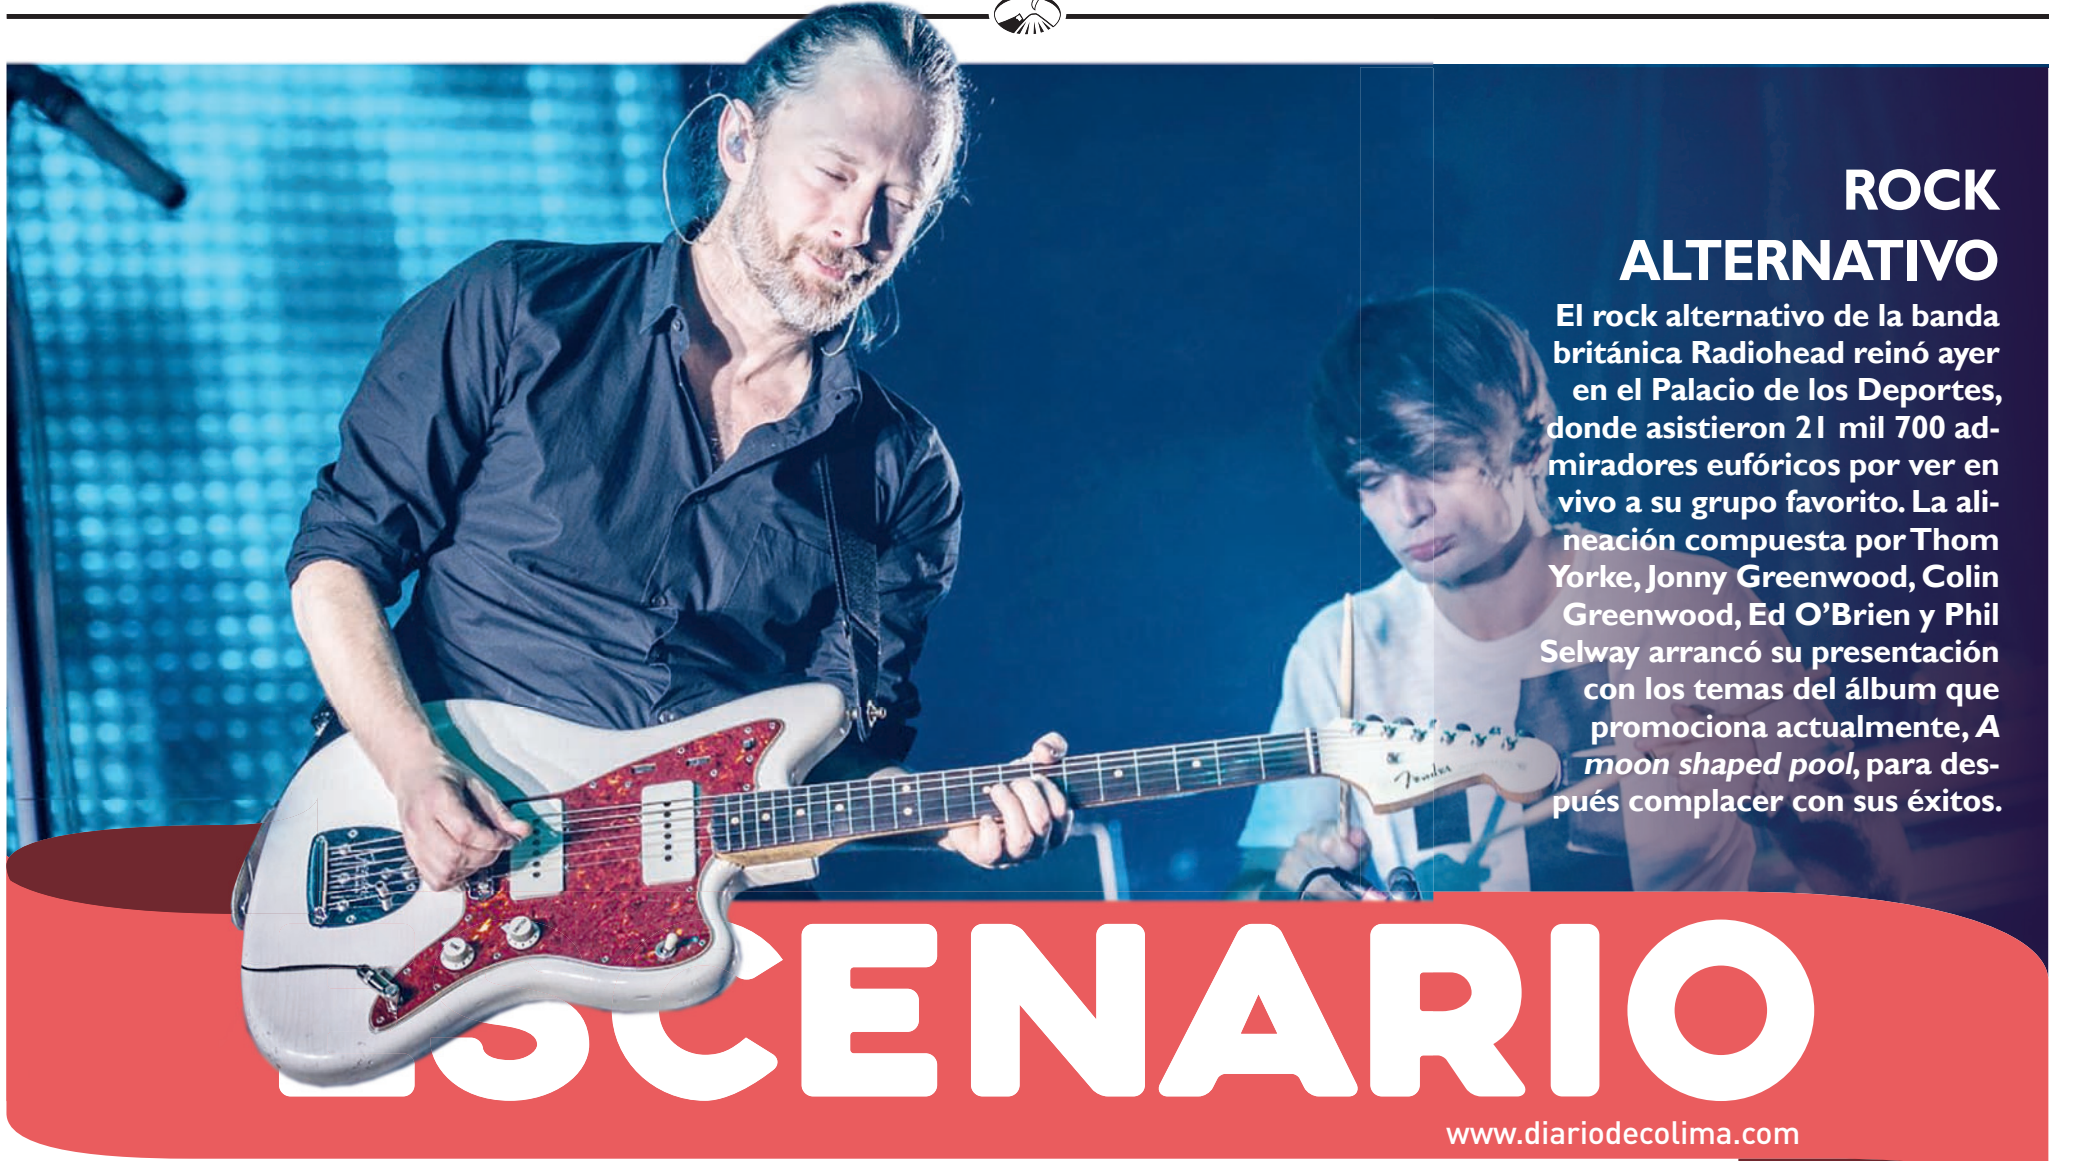 ROCK
ALTERNATIVO
El rock alternativo de la banda
británica Radiohead reinó ayer
en el Palacio de los Deportes,
donde asistieron 21 mil 700 ad-
miradores eufóricos por ver en
vivo a su grupo favorito. La ali-
neación compuesta por Thom
Yorke, Jonny Greenwood, Colin
Greenwood, Ed O’Brien y Phil
Selway arrancó su presentación
con los temas del álbum que
promociona actualmente, A
moon shaped pool, para des-
pués complacer con sus éxitos.
Fender
ESCENARIO
www.diariodecolima.com